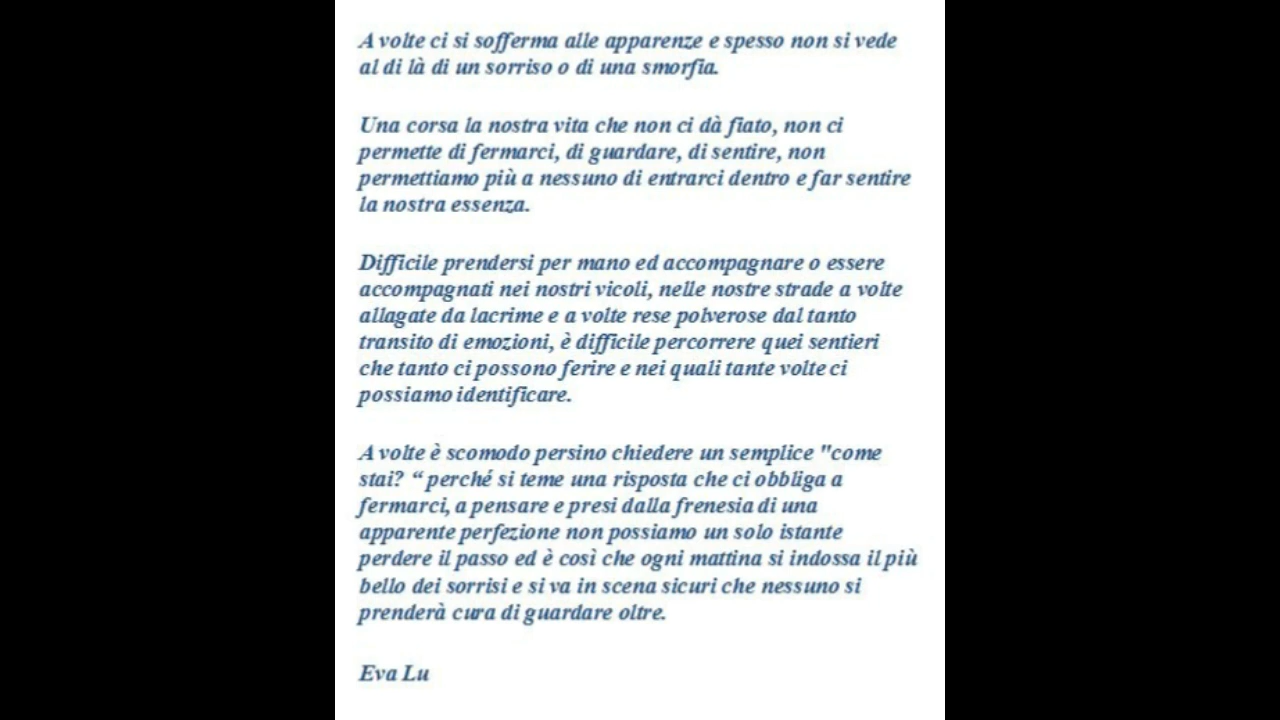 A volte ci si sofferma alle apparenze e spesso non si vede
al di là di un sorriso o di una smorfia.
Una corsa la nostra vita che non ci dà fiato, non ci
permette di fermarci, di guardare, di sentire, non
permettiamo più a nessuno di entrarci dentro e far sentire
la nostra essenza.
Difficile prendersi per mano ed accompagnare o essere
accompagnati nei nostri vicoli, nelle nostre strade a volte
allagate da lacrime e a volte rese polverose dal tanto
transito di emozioni, è difficile percorrere quei sentieri
che tanto ci possono ferire e nei quali tante volte ci
possiamo identificare.
A volte è scomodo persino chiedere un semplice "come
stai? “ perché si teme una risposta che ci obbliga a
fermarci, a pensare e presi dalla frenesia di una
apparente perfezione non possiamo un solo istante
perdere il passo ed è così che ogni mattina si indossa il più
bello dei sorrisi e si va in scena sicuri che nessuno si
prenderà cura di guardare oltre.
Eva Lu